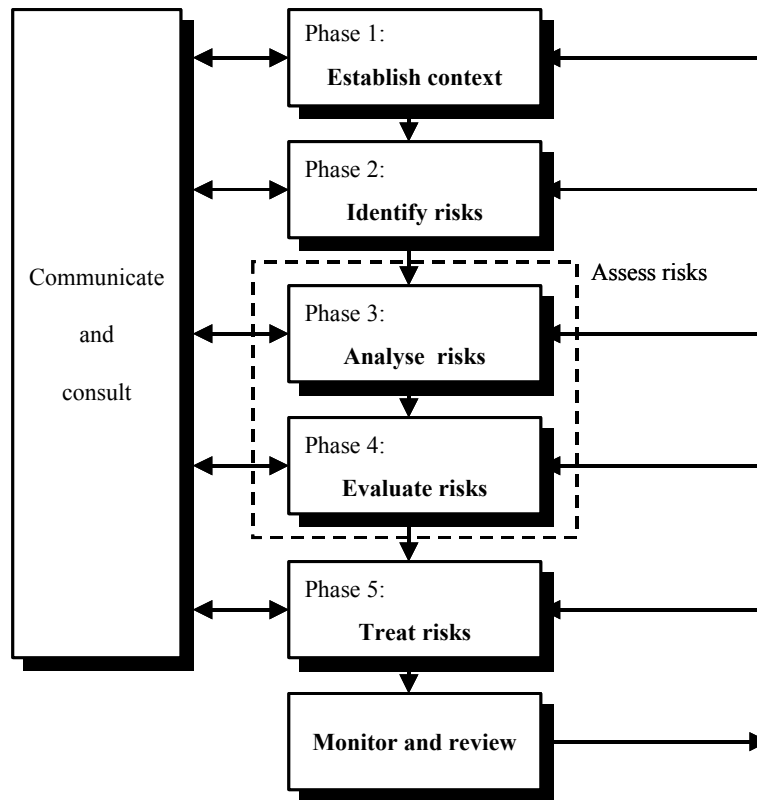 Communicate
and
consult
Phase 1:
Establish context
Phase 2:
Identify risks
Assess risks
Phase 3:
Analyse risks
Phase 4:
Evaluate risks
Phase 5:
Treat risks
Monitor and review